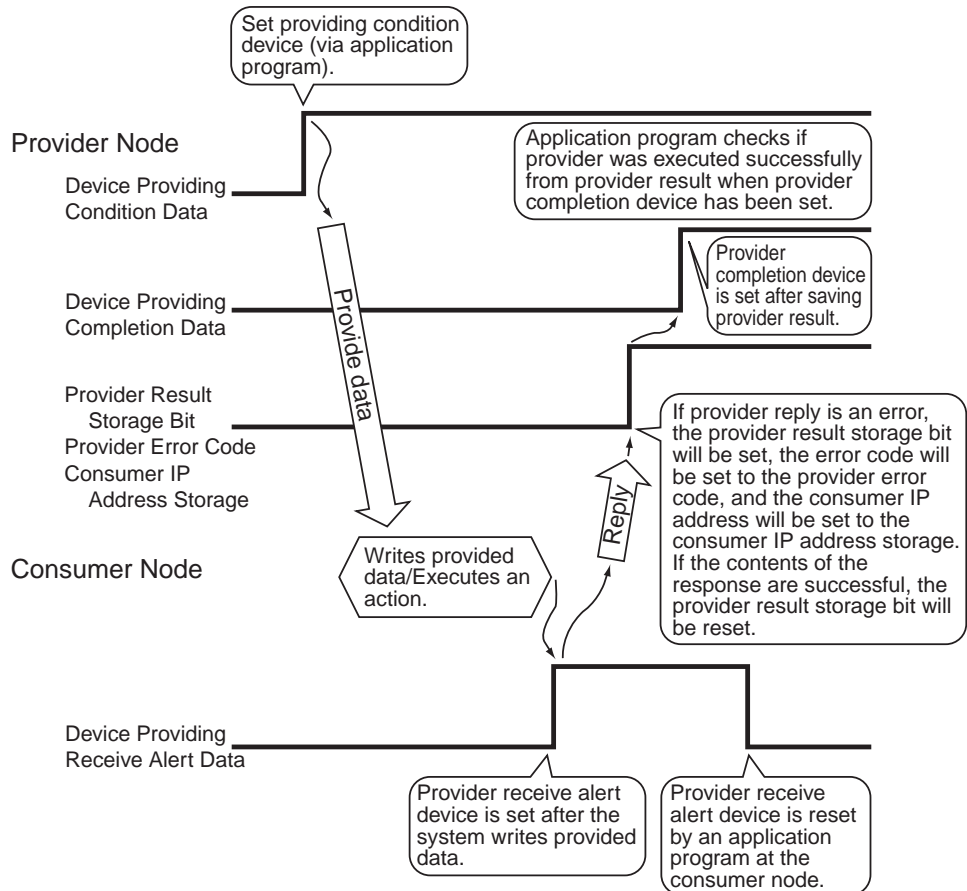 Set providing condition
device (via application
program).
Provider Node
Device Providing
Condition Data
Application program checks if
provider was executed successfully
from provider result when provider
completion device has been set.
Provider
completion device
is set after saving
provider result.
Device Providing
Completion Data
Provide data
Provider Result
Storage Bit
Provider Error Code
Consumer IP
Address Storage
If provider reply is an error,
the provider result storage bit
will be set, the error code will
be set to the provider error
code, and the consumer IP
address will be set to the
consumer IP address storage.
If the contents of the
response are successful, the
provider result storage bit will
be reset.
Reply
Consumer Node
Writes provided
data/Executes an
action.
Device Providing
Receive Alert Data
Provider receive alert
device is set after the
system writes provided
data.
Provider receive
alert device is reset
by an application
program at the
consumer node.